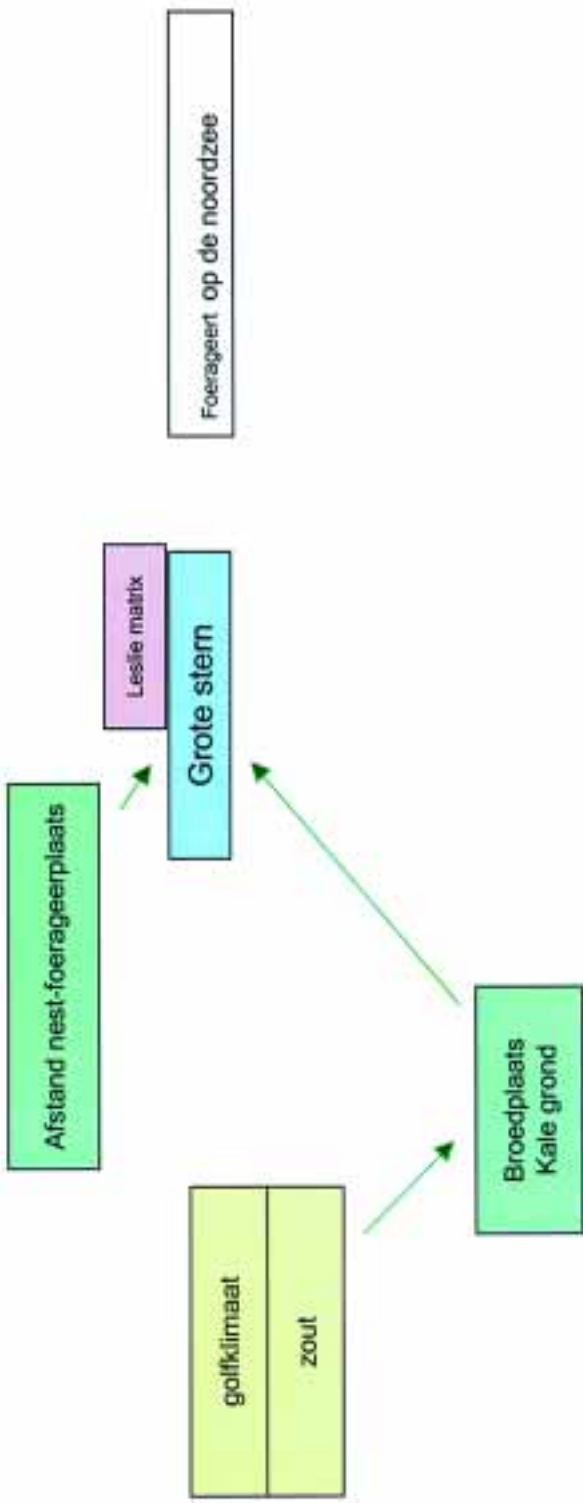 Afstand nest-foerageerplaats
Leslie matrix
Grote stern
Foerageert op de noordzee
golfklimaat
zout
Broedplaats
Kale grond